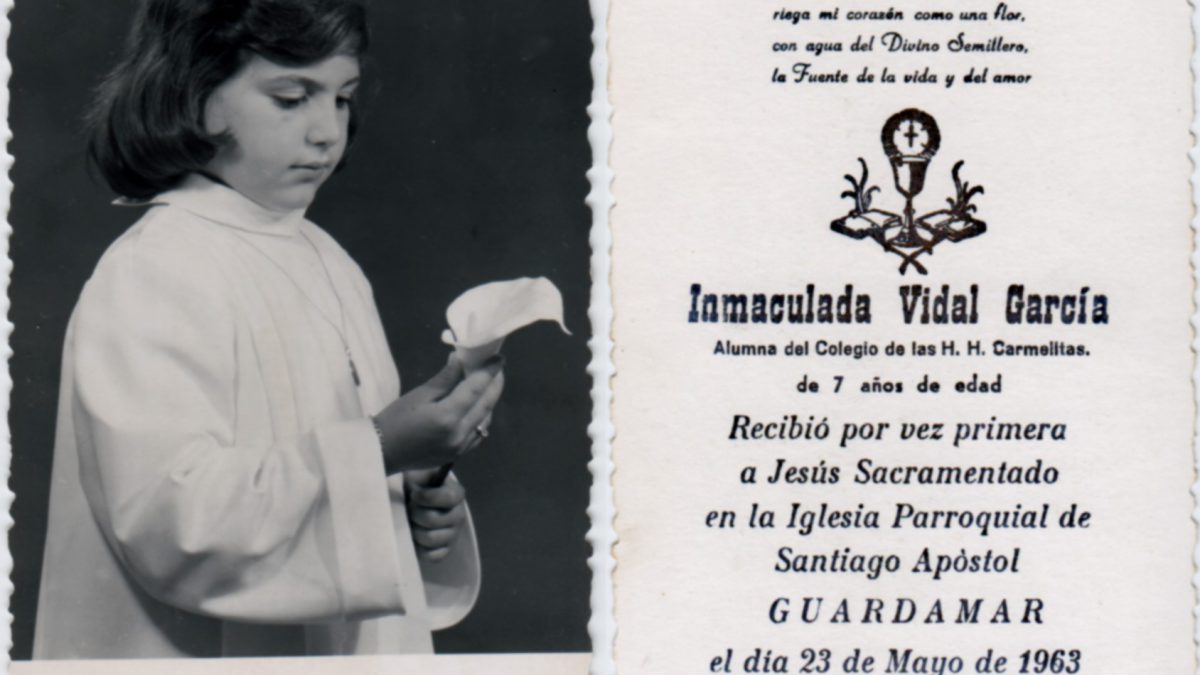 riega mi corazón como una flor,
con agua del Divino Semillero,
la Fuente de la vida y del amor
Inmaculada Vidal García
Alumna del Colegio de las H. H. Carmelitas.
de 7 años de edad
Recibió por vez primera
a Jesús Sacramentado
en la Iglesia Parroquial de
Santiago Apòstol
GUARDAMAR
el día 23 de Mayo de 1963